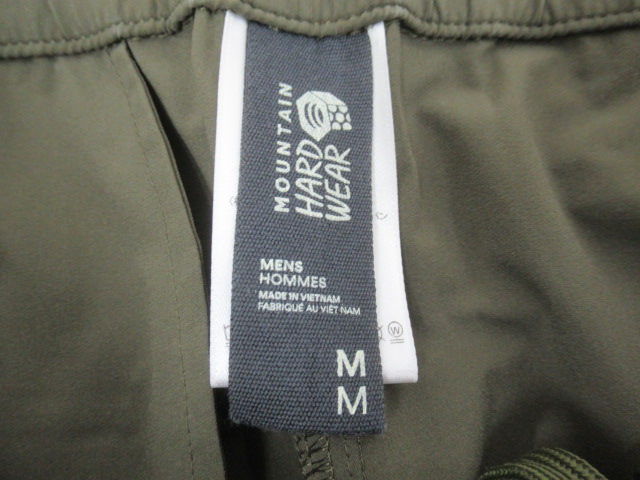 MOUNTAIN
HARD
WEAR
MENS
HOMMES
MADE IN VIETNAM
FABRIQUÉ AU VIÊT NAM
M
M
W